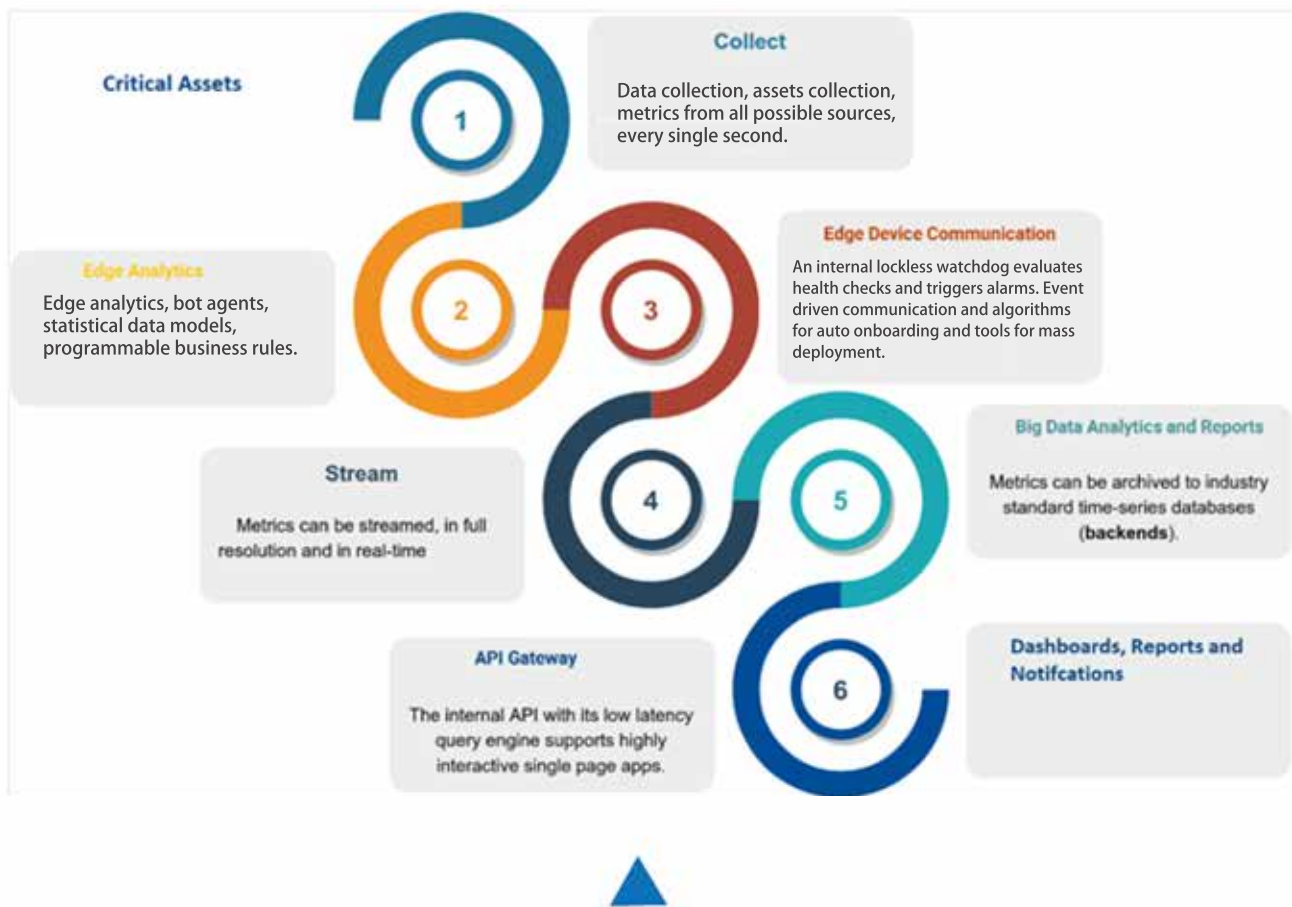 Critical Assets
1
Collect
Data collection, assets collection,
metrics from all possible sources,
every single second.
Edge Analytics
Edge analytics, bot agents,
statistical data models,
programmable business rules.
2
3
Edge Device Communication
An internal lockless watchdog evaluates
health checks and triggers alarms. Event
driven communication and algorithms
for auto onboarding and tools for mass
deployment.
Stream
Metrics can be streamed, in full
resolution and in real-time
4
5
Big Data Analytics and Reports
Metrics can be archived to industry
standard time-series databases
(backends).
API Gateway
The internal API with its low latency
query engine supports highly
interactive single page apps.
6
Dashboards, Reports and
Notifcations